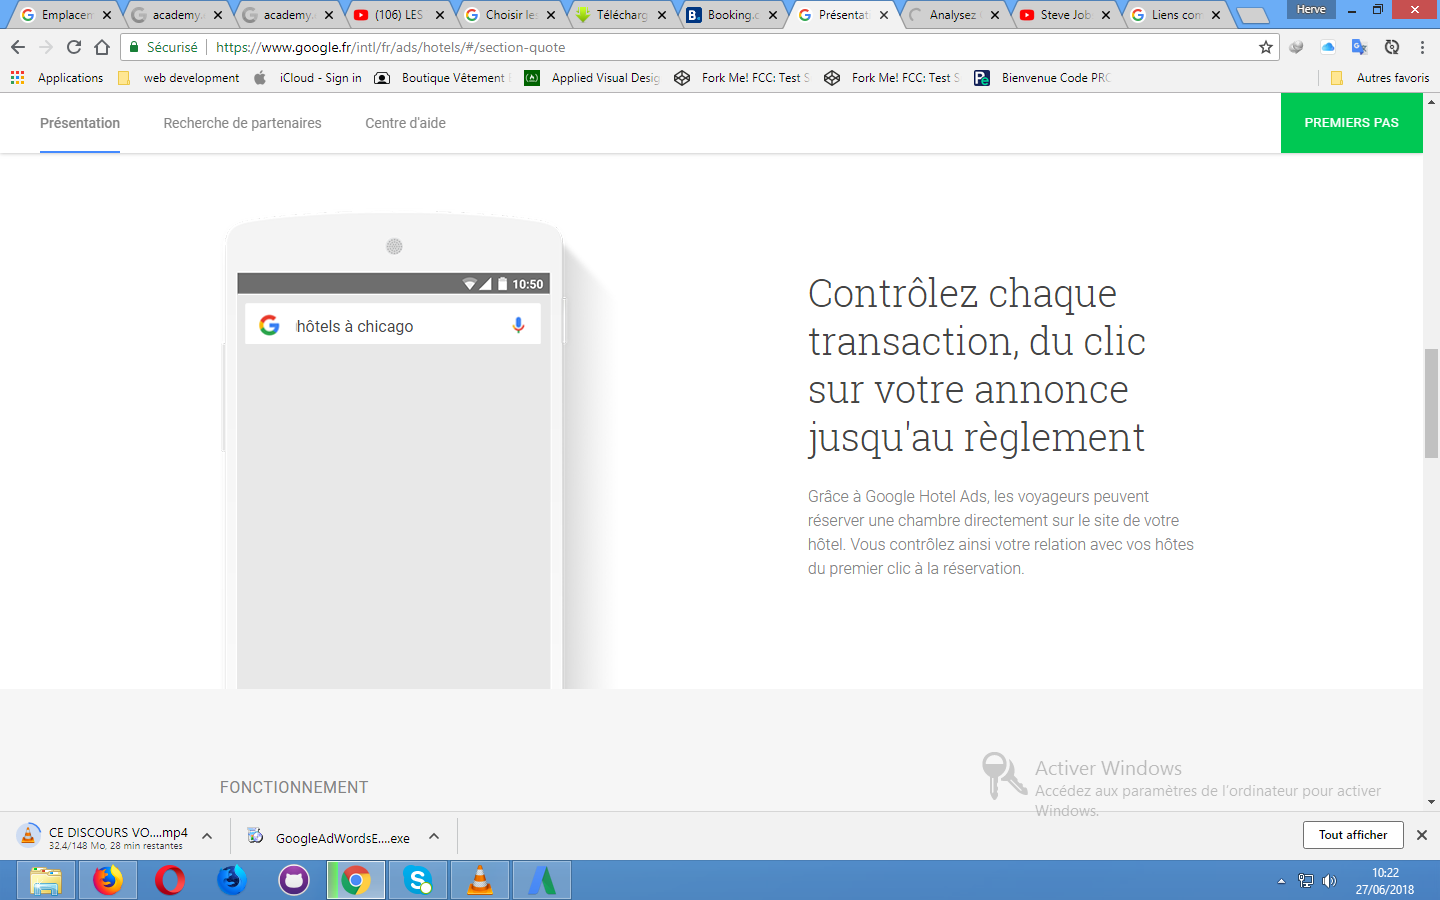 Emplacem
academy.
academy.
(106) LES
Choisir les
Télécharg
Booking.c
Présentati
Analysez
Steve Job
Liens com
Herve
Sécurisé
https://www.google.fr/intl/fr/ads/hotels/#/section-quote
Applications
web development
iCloud - Sign in
Boutique Vêtement
Applied Visual Desig
Fork Me! FCC: Test S
Fork Me! FCC: Test S
Bienvenue Code PRO
Autres favoris
Présentation
Recherche de partenaires
Centre d'aide
PREMIERS PAS
10:50
hôtels à chicago
Contrôlez chaque
transaction, du clic
sur votre annonce
jusqu'au règlement
Grâce à Google Hotel Ads, les voyageurs peuvent
réserver une chambre directement sur le site de votre
hôtel. Vous contrôlez ainsi votre relation avec vos hôtes
du premier clic à la réservation.
FONCTIONNEMENT
Activer Windows
Accédez aux paramètres de l'ordinateur pour activer
Windows.
CE DISCOURS VO....mp4
32,4/148 Mo, 28 min restantes
GoogleAdWordsE....exe
Tout afficher
10:22
27/06/2018